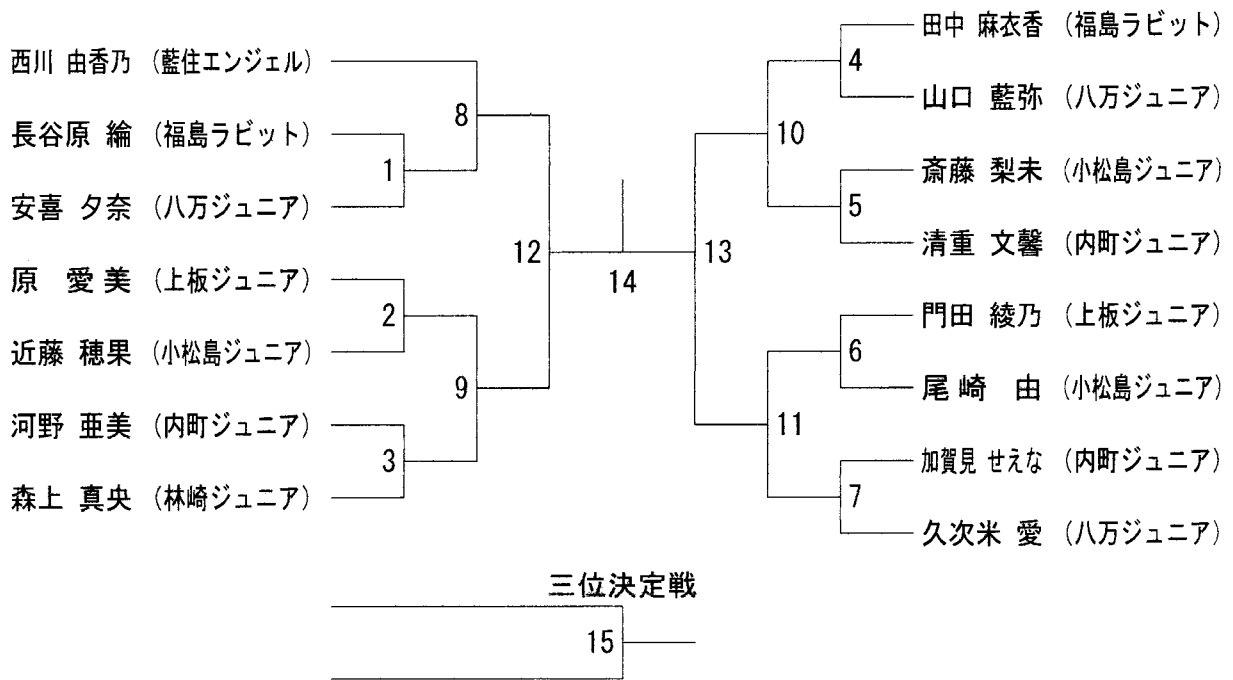 西川 由香乃 (藍住エンジェル)
長谷原 綸 (福島ラビット)
安喜 夕奈 (八万ジュニア)
原 愛美 (上板ジュニア)
近藤 穂果 (小松島ジュニア)
河野 亜美 (内町ジュニア)
森上 真央 (林崎ジュニア)
1
2
3
8
9
12
14
13
10
11
4
5
6
7
田中 麻衣香 (福島ラビット)
山口 藍弥 (八万ジュニア)
斎藤 梨未 (小松島ジュニア)
清重 文馨 (内町ジュニア)
門田 綾乃 (上板ジュニア)
尾崎 由 (小松島ジュニア)
加賀見 せえな (内町ジュニア)
久次米 愛 (八万ジュニア)
三位決定戦
15